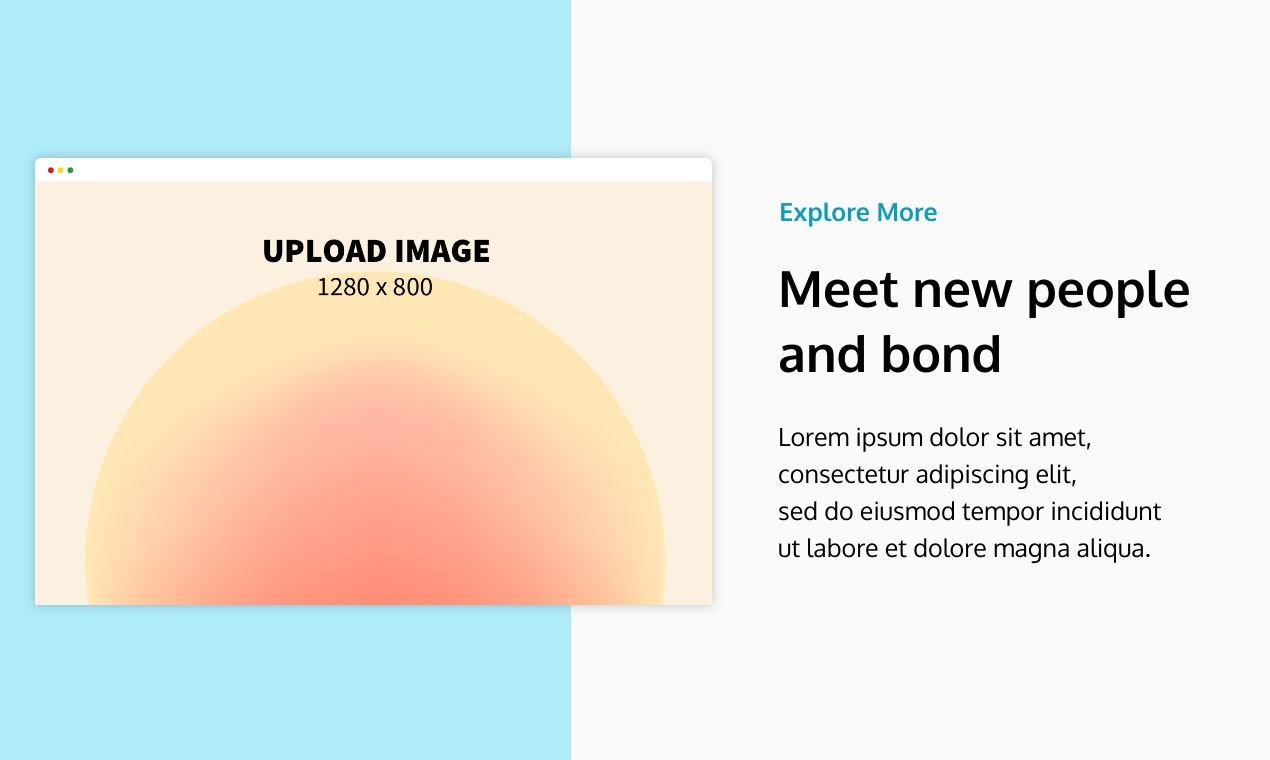 UPLOAD IMAGE
1280 x 800
Explore More
Meet new people
and bond
Lorem ipsum dolor sit amet,
consectetur adipiscing elit,
sed do eiusmod tempor incididunt
ut labore et dolore magna aliqua.